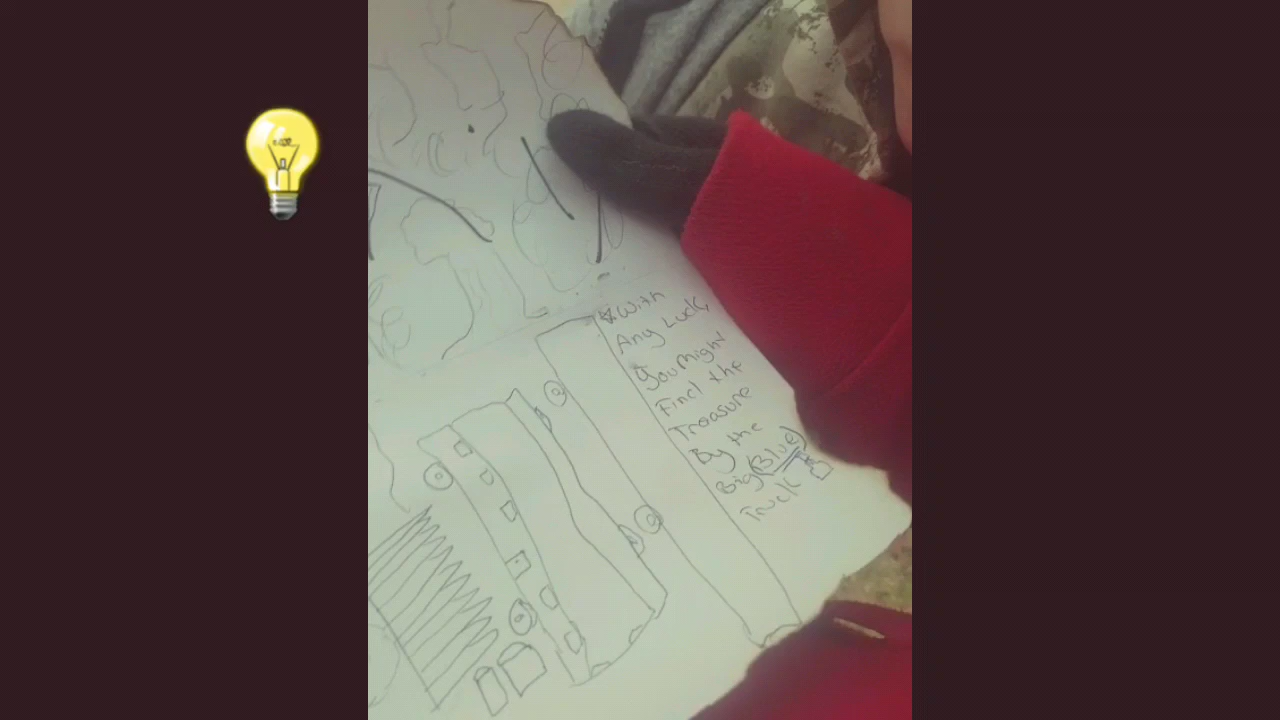 With
Any Luck,
you Might
Find the
Treasure
By the
Big (Blue)
Truck